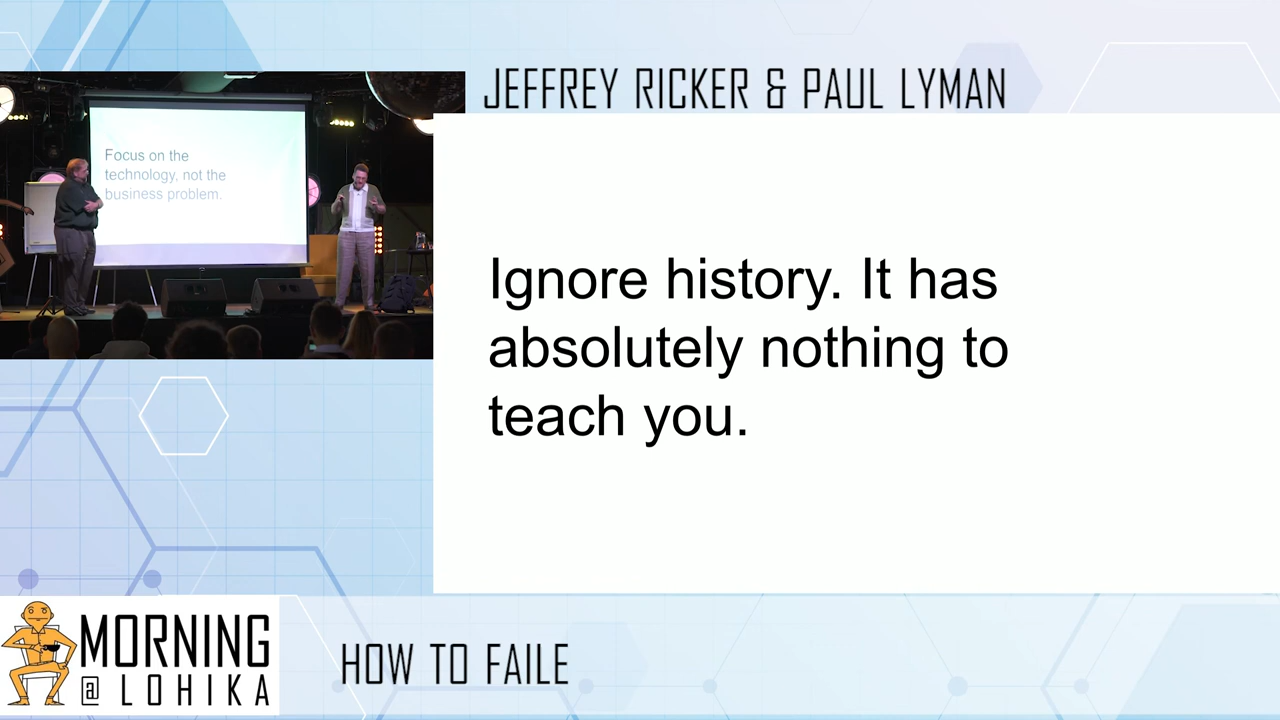 JEFFREY RICKER & PAUL LYMAN
Focus on the
technology, not the
business problem.
Ignore history. It has
absolutely nothing to
teach you.
MORNING
@ LOHIKA
HOW TO FAILE